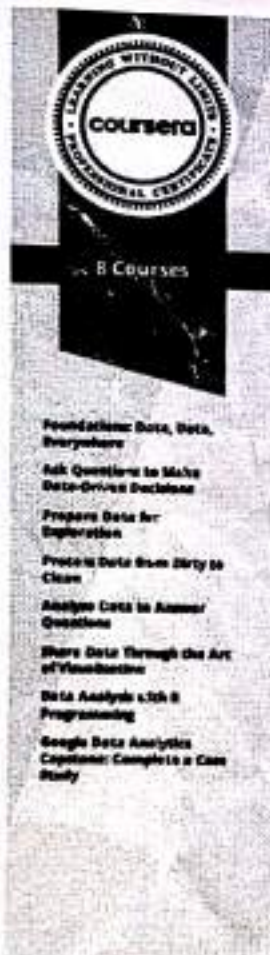 LEARNING WITHOUT LIMITS
coursera
PROFESSIONAL CERTIFICATE
8 Courses
Foundations: Data, Data,
Everywhere
Ask Questions to Make
Data-Driven Decisions
Prepare Data for
Exploration
Process Data from Dirty to
Clean
Analyze Data to Answer
Questions
Share Data Through the Art
of Visualization
Data Analysis with R
Programming
Google Data Analytics
Capstone: Complete a Case
Study